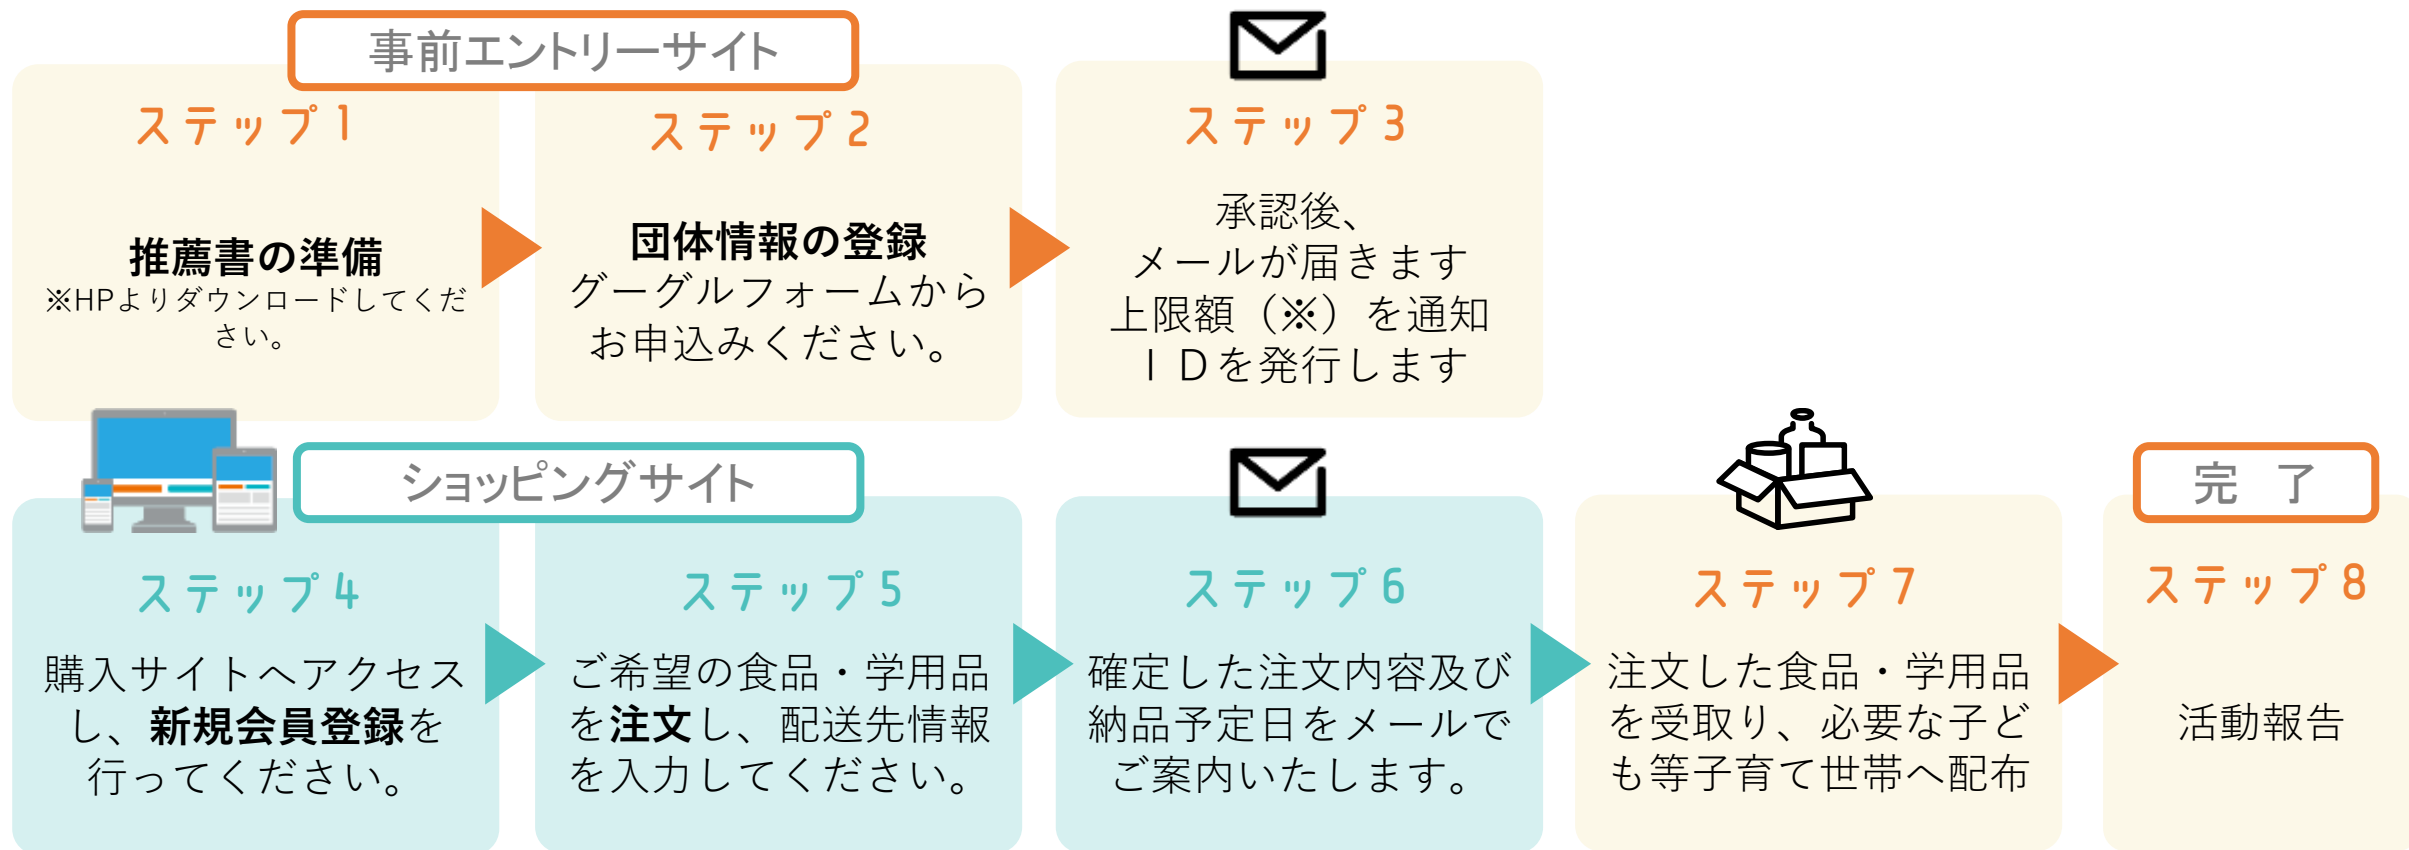 事前エントリーサイト
ステップ1
推薦書の準備
※HPよりダウンロードしてくだ
さい。
ステップ2
団体情報の登録
グーグルフォームから
お申込みください。
ステップ3
承認後、
メールが届きます
上限額（※）を通知
ＩＤを発行します
ショッピングサイト
ステップ4
購入サイトへアクセス
し、新規会員登録を
行ってください。
ステップ5
ご希望の食品・学用品
を注文し、配送先情報
を入力してください。
ステップ6
確定した注文内容及び
納品予定日をメールで
ご案内いたします。
ステップ7
注文した食品・学用品
を受取り、必要な子ど
も等子育て世帯へ配布
完　了
ステップ8
活動報告